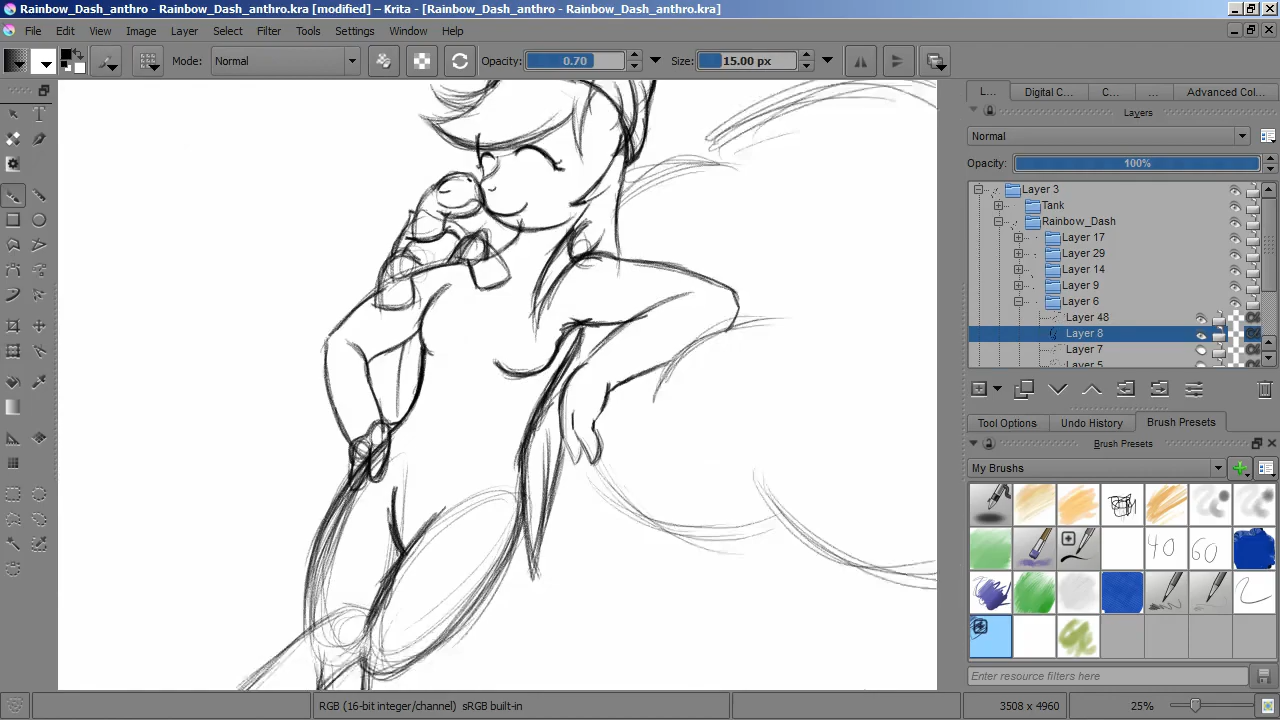 Rainbow_Dash_anthro - Rainbow_Dash_anthro.kra [modified] – Krita - [Rainbow_Dash_anthro - Rainbow_Dash_anthro.kra]
File Edit View Image Layer Select Filter Tools Settings Window Help
Mode: Normal Opacity: 0.70 Size: 15.00 px
L... Digital C... C... ... Advanced Col...
Layers
Normal
Opacity: 100%
Layer 3
Tank
Rainbow_Dash
Layer 17
Layer 29
Layer 14
Layer 9
Layer 6
Layer 48
Layer 8
Layer 7
Layer 5
Tool Options Undo History Brush Presets
Brush Presets
My Brushes
40 60
Enter resource filters here
RGB (16-bit integer/channel) sRGB built-in 3508 x 4960 25%